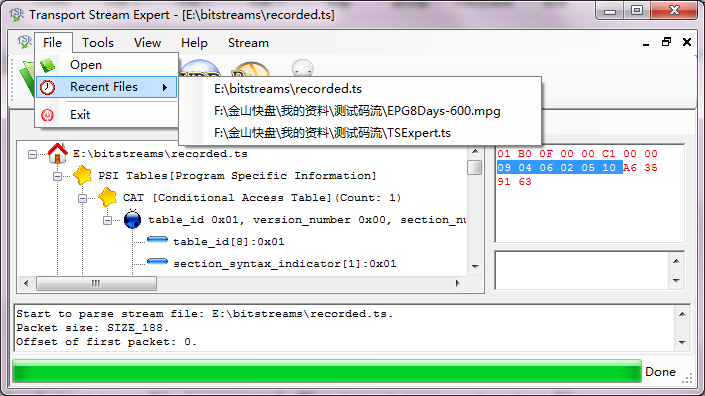 Transport Stream Expert - [E:\bitstreams\recorded.ts]
File Tools View Help Stream
Open
Recent Files
Exit
E:\bitstreams\recorded.ts
F:\金山快盘\我的资料\测试码流\EPG8Days-600.mpg
F:\金山快盘\我的资料\测试码流\TSExpert.ts
E:\bitstreams\recorded.ts
PSI Tables[Program Specific Information]
CAT [Conditional Access Table](Count: 1)
table_id 0x01, version_number 0x00, section_nu
table_id[8]:0x01
section_syntax_indicator[1]:0x01
01 B0 0F 00 00 C1 00 00
09 04 06 02 05 10 A6 35
91 63
Start to parse stream file: E:\bitstreams\recorded.ts.
Packet size: SIZE_188.
Offset of first packet: 0.
Done